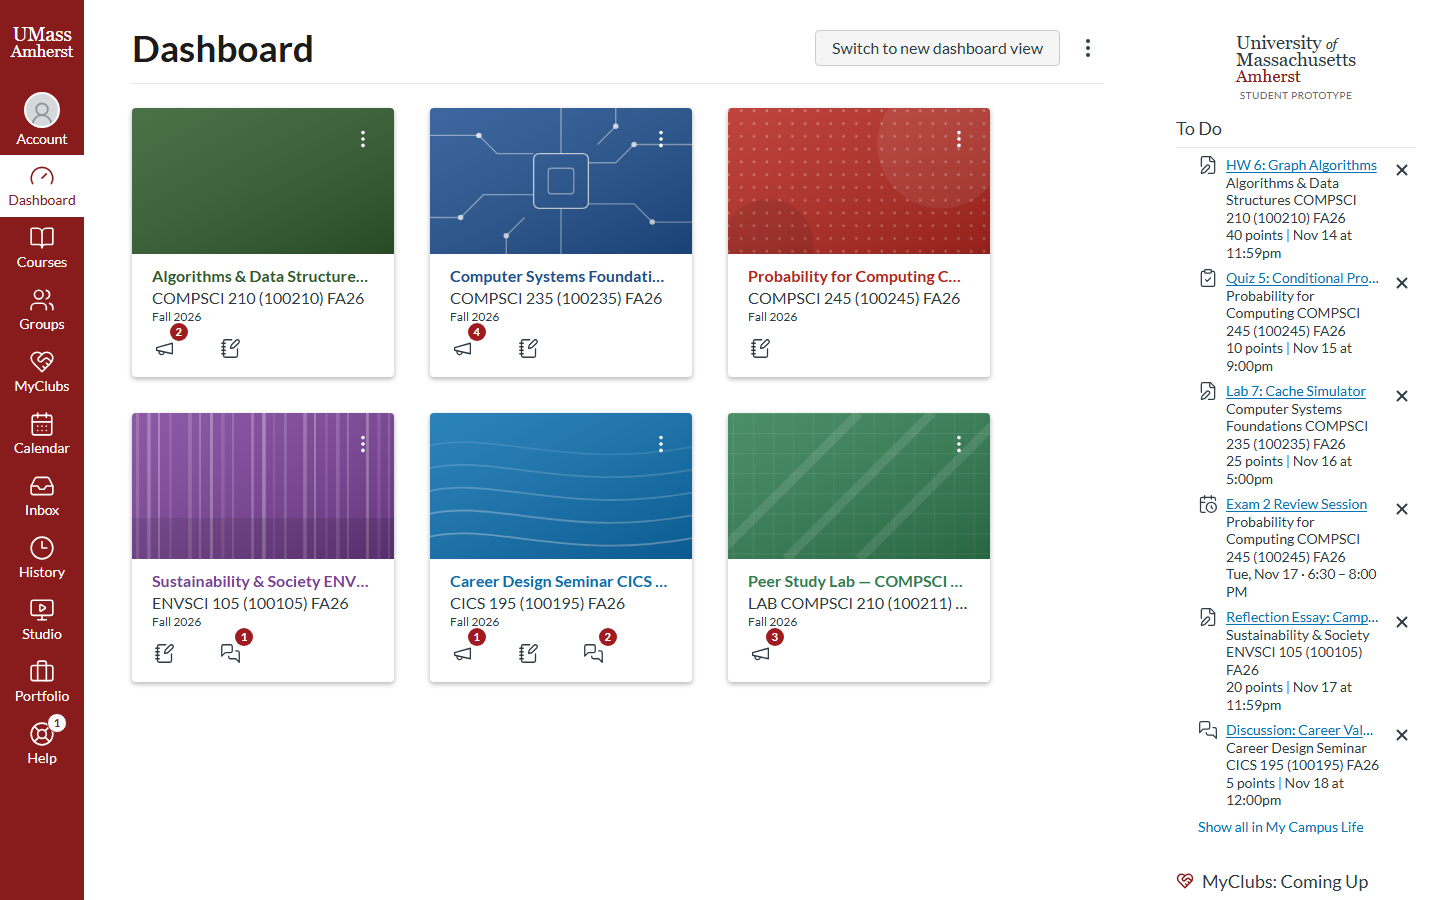 UMass
Amherst
Account
Dashboard
Courses
Groups
MyClubs
Calendar
Inbox
History
Studio
Portfolio
1
Help
Dashboard
Switch to new dashboard view
Algorithms & Data Structure...
COMPSCI 210 (100210) FA26
Fall 2026
2
Computer Systems Foundati...
COMPSCI 235 (100235) FA26
Fall 2026
4
Probability for Computing C...
COMPSCI 245 (100245) FA26
Fall 2026
Sustainability & Society ENV...
ENVSCI 105 (100105) FA26
Fall 2026
1
Career Design Seminar CICS ...
CICS 195 (100195) FA26
Fall 2026
1
2
Peer Study Lab — COMPSCI ...
LAB COMPSCI 210 (100211) ...
Fall 2026
3
University of
Massachusetts
Amherst
STUDENT PROTOTYPE
To Do
HW 6: Graph Algorithms
Algorithms & Data
Structures COMPSCI
210 (100210) FA26
40 points | Nov 14 at
11:59pm
Quiz 5: Conditional Pro...
Probability for
Computing COMPSCI
245 (100245) FA26
10 points | Nov 15 at
9:00pm
Lab 7: Cache Simulator
Computer Systems
Foundations COMPSCI
235 (100235) FA26
25 points | Nov 16 at
5:00pm
Exam 2 Review Session
Probability for
Computing COMPSCI
245 (100245) FA26
Tue, Nov 17 · 6:30 – 8:00
PM
Reflection Essay: Camp...
Sustainability & Society
ENVSCI 105 (100105)
FA26
20 points | Nov 17 at
11:59pm
Discussion: Career Val...
Career Design Seminar
CICS 195 (100195) FA26
5 points | Nov 18 at
12:00pm
Show all in My Campus Life
MyClubs: Coming Up